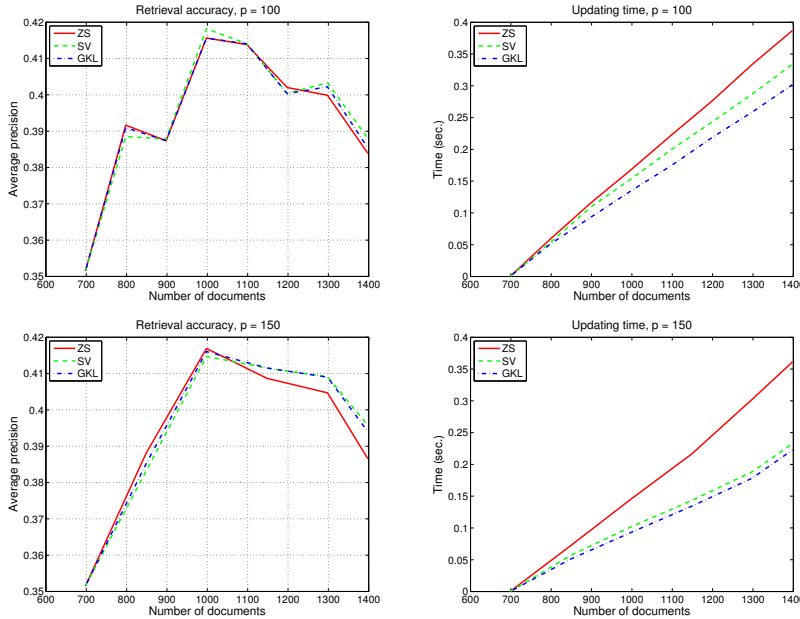 Retrieval accuracy, p = 100
Average precision
0.42
0.41
0.4
0.39
0.38
0.37
0.36
0.35
ZS
SV
GKL
600 700 800 900 1000 1100 1200 1300 1400
Number of documents
Updating time, p = 100
Time (sec.)
0.4
0.35
0.3
0.25
0.2
0.15
0.1
0.05
0
ZS
SV
GKL
600 700 800 900 1000 1100 1200 1300 1400
Number of documents
Retrieval accuracy, p = 150
Average precision
0.42
0.41
0.4
0.39
0.38
0.37
0.36
0.35
ZS
SV
GKL
600 700 800 900 1000 1100 1200 1300 1400
Number of documents
Updating time, p = 150
Time (sec.)
0.4
0.35
0.3
0.25
0.2
0.15
0.1
0.05
0
ZS
SV
GKL
600 700 800 900 1000 1100 1200 1300 1400
Number of documents